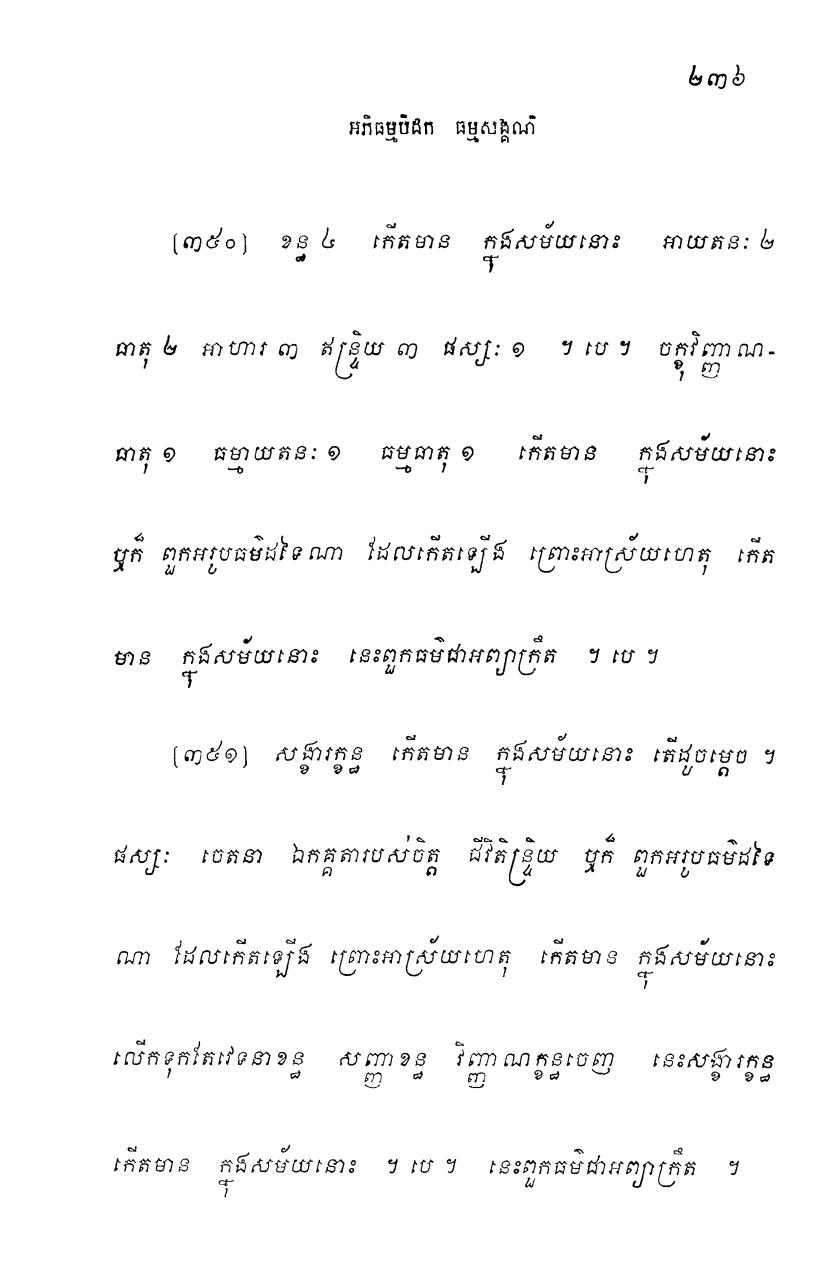 ២៣៦
អភិធម្មបិដក ធម្មសង្គណិ
[៣៥០] ខន្ធ ៤ កើតមាន ក្នុងសម័យនោះ អាយតនៈ ២
ធាតុ ២ អាហារ ៣ ឥន្ទ្រិយ ៣ ផស្សៈ ១ ។ បេ ។ ចក្ខុវិញ្ញាណ-
ធាតុ ១ ធម្មាយតនៈ ១ ធម្មធាតុ ១ កើតមាន ក្នុងសម័យនោះ
ឬក៏ ពួកអរូបធម៌ដទៃណា ដែលកើតឡើង ព្រោះអាស្រ័យហេតុ កើត
មាន ក្នុងសម័យនោះ នេះពួកធម៌ជាអព្យាក្រឹត ។ បេ ។
[៣៥១] សង្ខារក្ខន្ធ កើតមាន ក្នុងសម័យនោះ តើដូចម្តេច ។
ផស្សៈ ចេតនា ឯកគ្គតារបស់ចិត្ត ជីវិតិន្ទ្រិយ ឬក៏ ពួកអរូបធម៌ដទៃ
ណា ដែលកើតឡើង ព្រោះអាស្រ័យហេតុ កើតមាន ក្នុងសម័យនោះ
លើកទុកតែវេទនាខន្ធ សញ្ញាខន្ធ វិញ្ញាណក្ខន្ធចេញ នេះសង្ខារក្ខន្ធ
កើតមាន ក្នុងសម័យនោះ ។ បេ ។ នេះពួកធម៌ជាអព្យាក្រឹត ។